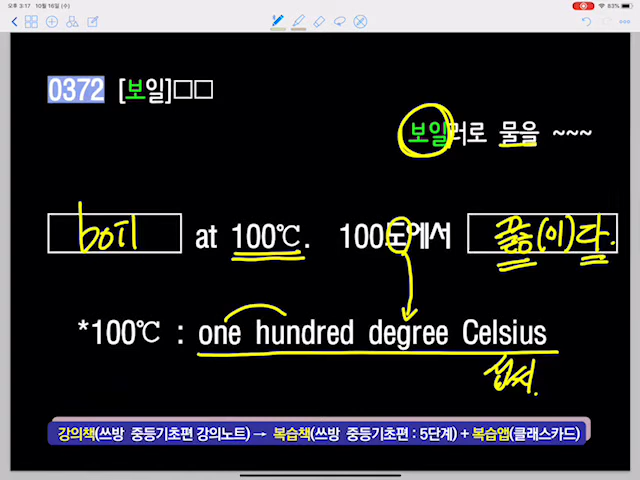 오후 3:17 10월 16일 (수) 83%
0372 [보일]□□
보일러로 물을 ~~~
boil at 100℃. 100도에서 끓(이)다.
*100℃ : one hundred degree Celsius
섭씨.
강의책(쓰방 중등기초편 강의노트) → 복습책(쓰방 중등기초편 : 5단계) + 복습앱(클래스카드)